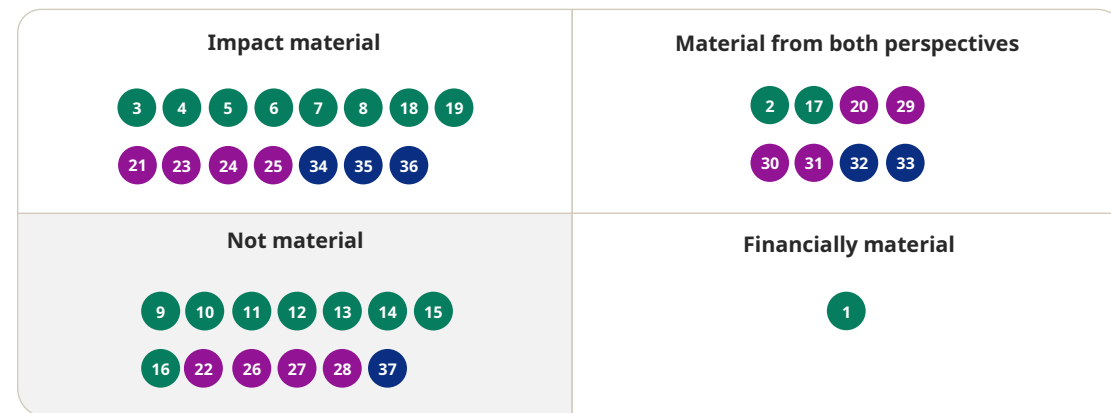 Impact material
3 4 5 6 7 8 18 19
21 23 24 25 34 35 36
Material from both perspectives
2 17 20 29
30 31 32 33
Not material
9 10 11 12 13 14 15
16 22 26 27 28 37
Financially material
1